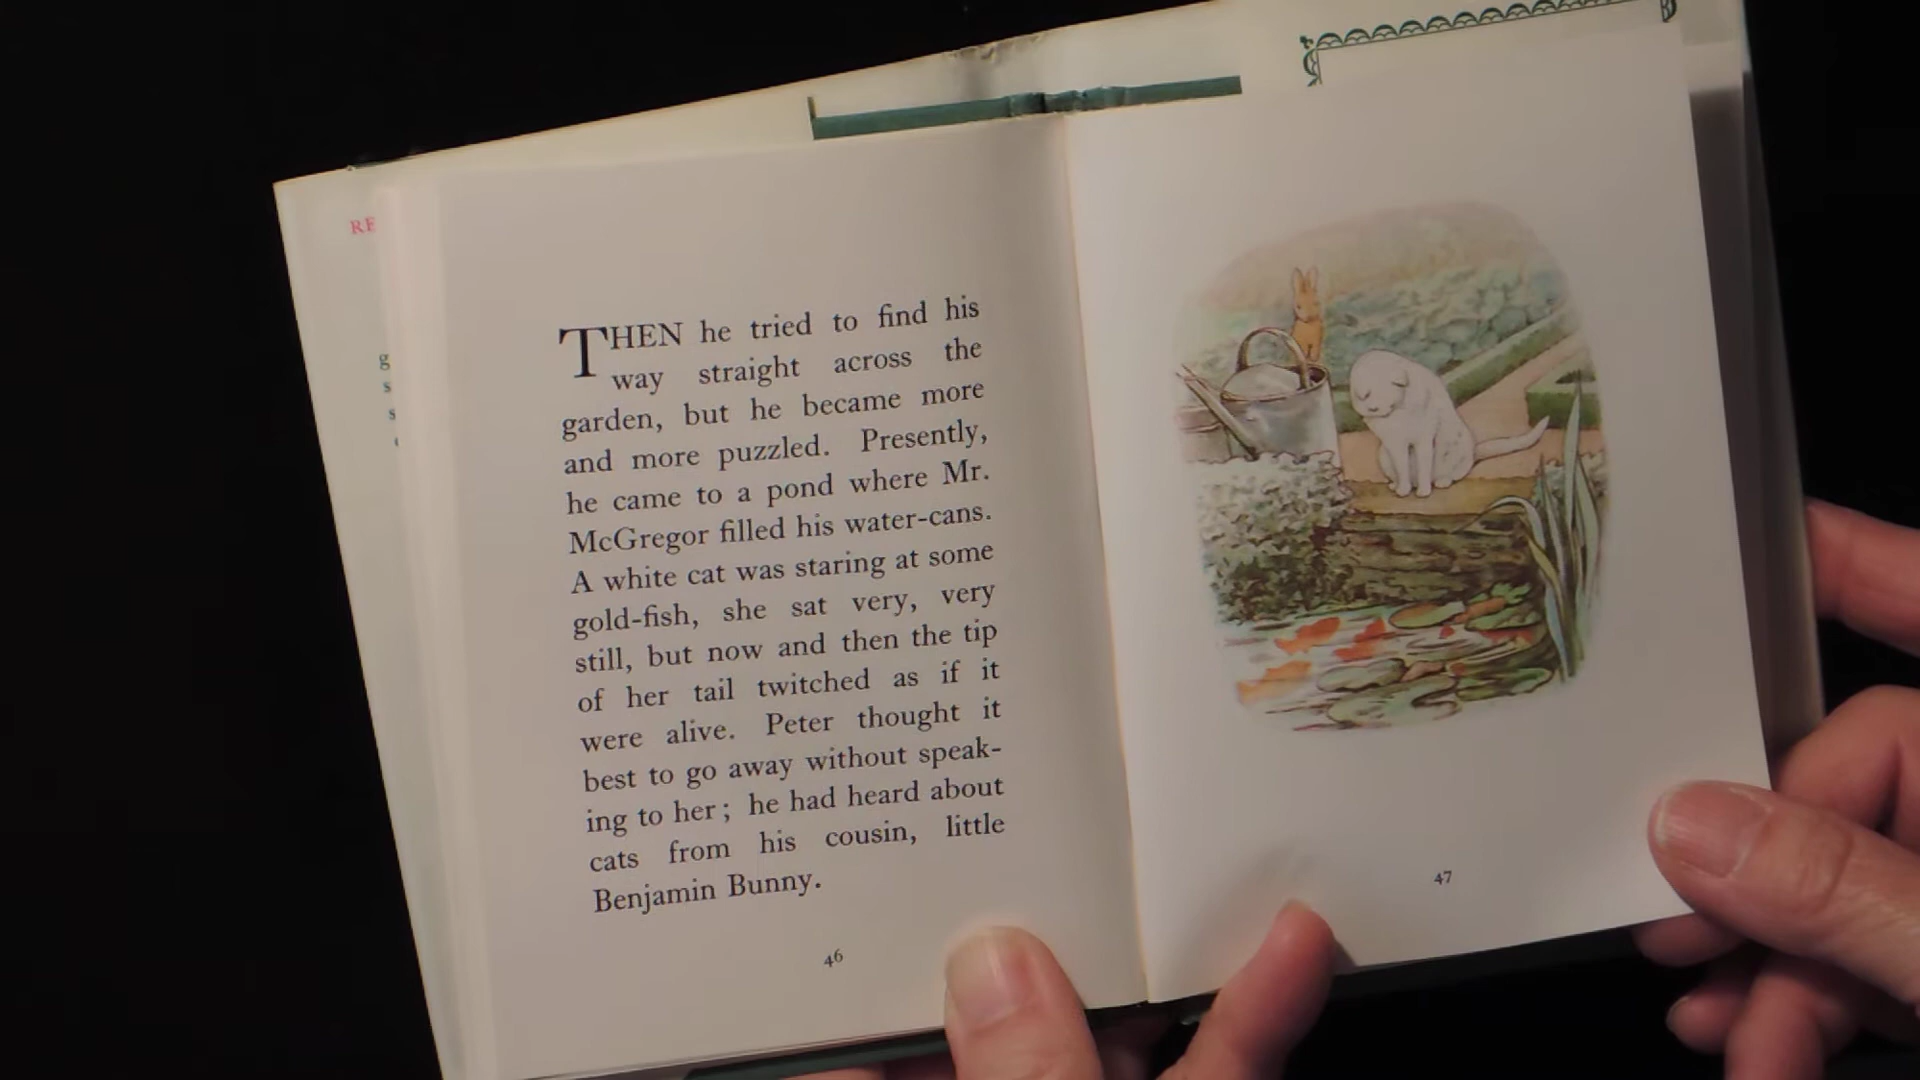 RE
g
s
s
THEN he tried to find his
way straight across the
garden, but he became more
and more puzzled. Presently,
he came to a pond where Mr.
McGregor filled his water-cans.
A white cat was staring at some
gold-fish, she sat very, very
still, but now and then the tip
of her tail twitched as if it
were alive. Peter thought it
best to go away without speak-
ing to her; he had heard about
cats from his cousin, little
Benjamin Bunny.
46
47